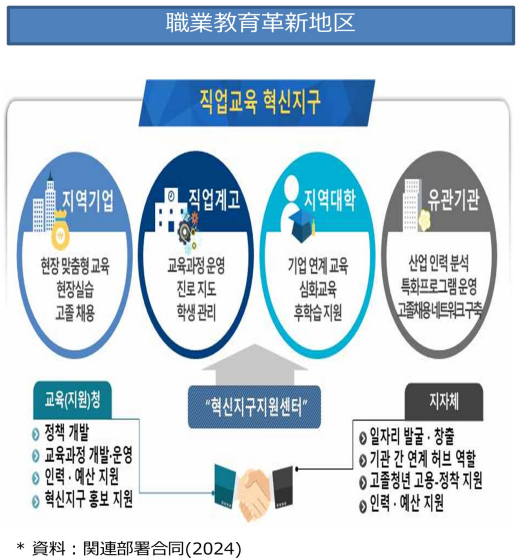 職業教育革新地区
직업교육 혁신지구
지역기업
현장 맞춤형 교육
현장실습
고졸 채용
직업계고
교육과정 운영
진로 지도
학생 관리
지역대학
기업 연계 교육
심화교육
후학습 지원
유관기관
산업 인력 분석
특화프로그램 운영
고졸채용 네트워크 구축
교육(지원)청
정책 개발
교육과정 개발·운영
인력·예산 지원
혁신지구 홍보 지원
"혁신지구지원센터"
지자체
일자리 발굴·창출
기관 간 연계 허브 역할
고졸청년 고용-정착 지원
인력·예산 지원
* 資料：関連部署合同(2024)